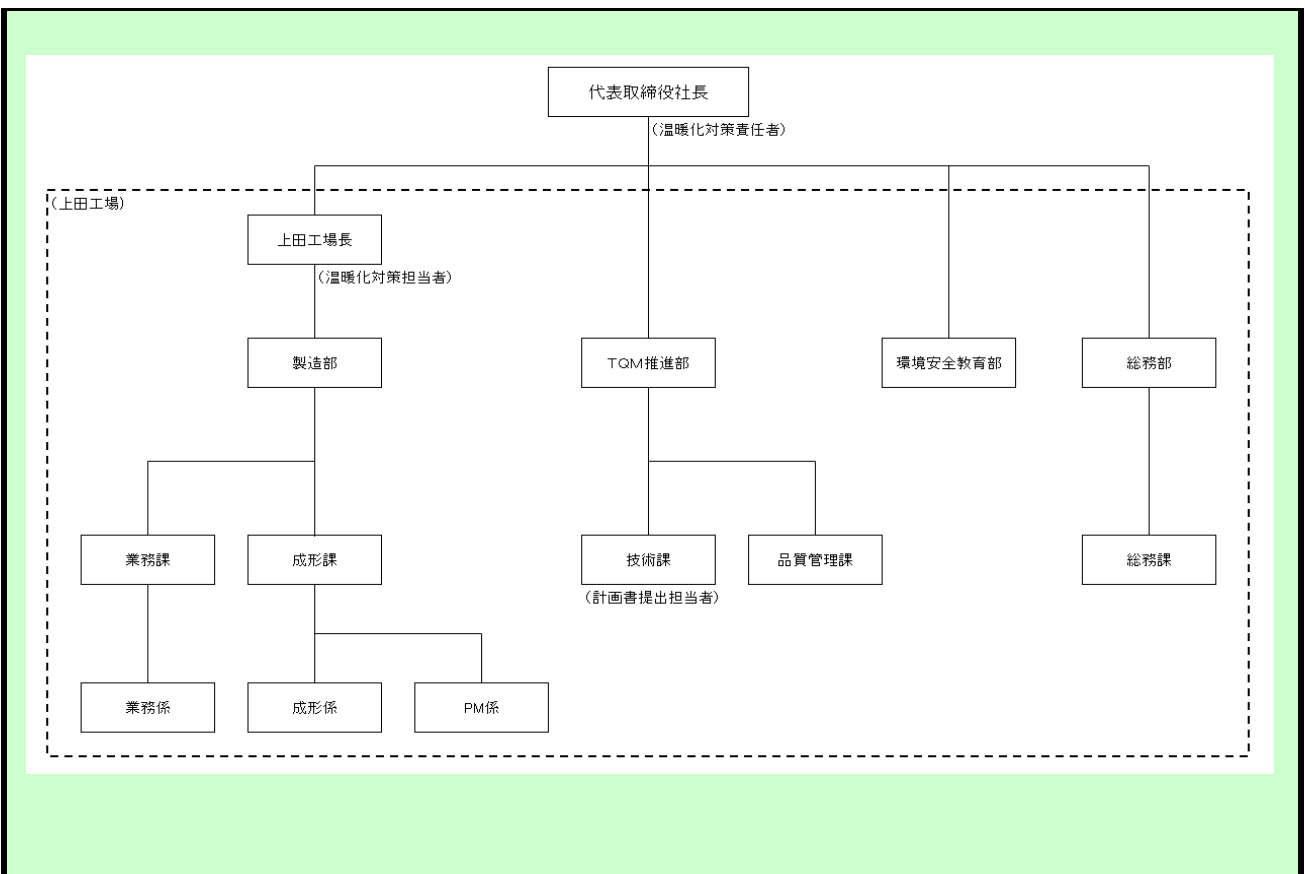 代表取締役社長
（温暖化対策責任者）
（上田工場）
上田工場長
（温暖化対策担当者）
製造部
ＴＱＭ推進部
環境安全教育部
総務部
業務課
成形課
技術課
品質管理課
総務課
（計画書提出担当者）
業務係
成形係
PM係